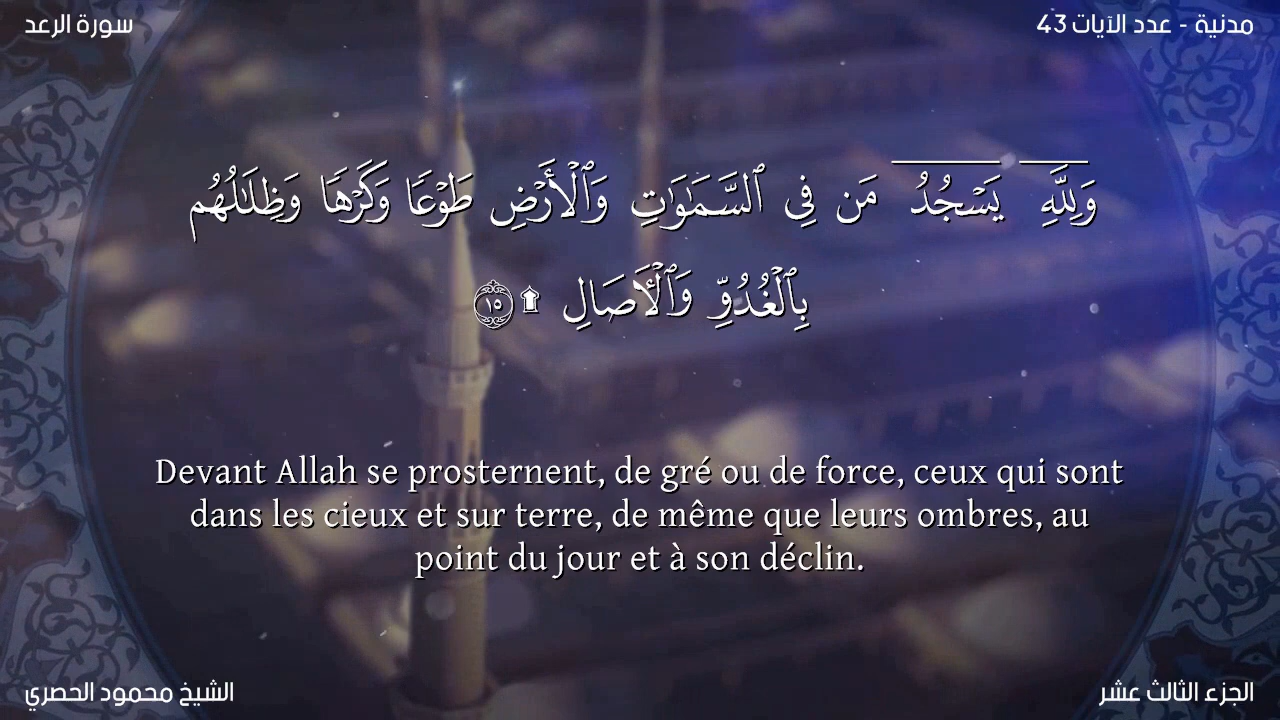 سورة الرعد
مدنية - عدد الآيات 43
وَلِلَّهِ يَسْجُدُ مَن فِى ٱلسَّمَـٰوَٰتِ وَٱلْأَرْضِ طَوْعًا وَكَرْهًا وَظِلَـٰلُهُم
بِٱلْغُدُوِّ وَٱلْـَٔاصَالِ ۩ ١٥
Devant Allah se prosternent, de gré ou de force, ceux qui sont
dans les cieux et sur terre, de même que leurs ombres, au
point du jour et à son déclin.
الشيخ محمود الحصري
الجزء الثالث عشر